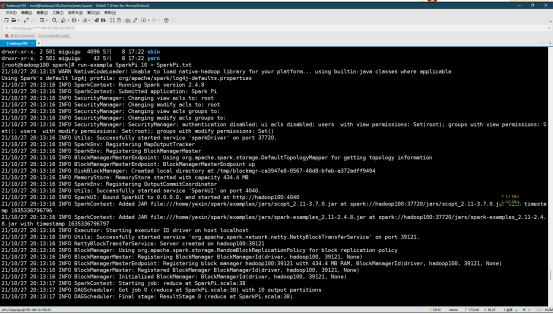 drwxr-xr-x. 2 501 eiguigu 4096 5月 8 17:22 sbin
drwxr-xr-x. 2 501 eiguigu 42 5月 8 17:22 yarn
[root@hadoop100 spark]# run-example SparkPi 10 > SparkPi.txt
21/10/27 20:13:15 WARN NativeCodeLoader: Unable to load native-hadoop library for your platform... using builtin-java classes where applicable
Using Spark's default log4j profile: org/apache/spark/log4j-defaults.properties
21/10/27 20:13:16 INFO SparkContext: Running Spark version 2.4.8
21/10/27 20:13:16 INFO SparkContext: Submitted application: Spark Pi
21/10/27 20:13:16 INFO SecurityManager: Changing view acls to: root
21/10/27 20:13:16 INFO SecurityManager: Changing modify acls to: root
21/10/27 20:13:16 INFO SecurityManager: Changing view acls groups to:
21/10/27 20:13:16 INFO SecurityManager: Changing modify acls groups to:
21/10/27 20:13:16 INFO SecurityManager: SecurityManager: authentication disabled; ui acls disabled; users with view permissions: Set(root); groups with view permissions: S
et(); users with modify permissions: Set(root); groups with modify permissions: Set()
21/10/27 20:13:16 INFO Utils: Successfully started service 'sparkDriver' on port 37720.
21/10/27 20:13:16 INFO SparkEnv: Registering MapOutputTracker
21/10/27 20:13:16 INFO SparkEnv: Registering BlockManagerMaster
21/10/27 20:13:16 INFO BlockManagerMasterEndpoint: Using org.apache.spark.storage.DefaultTopologyMapper for getting topology information
21/10/27 20:13:16 INFO BlockManagerMasterEndpoint: BlockManagerMasterEndpoint up
21/10/27 20:13:16 INFO DiskBlockManager: Created local directory at /tmp/blockmgr-ca3947e8-0567-48d8-bfeb-a372adff9494
21/10/27 20:13:16 INFO MemoryStore: MemoryStore started with capacity 434.4 MB
21/10/27 20:13:16 INFO SparkEnv: Registering OutputCommitCoordinator
21/10/27 20:13:16 INFO Utils: Successfully started service 'SparkUI' on port 4040.
21/10/27 20:13:16 INFO SparkUI: Bound SparkUI to 0.0.0.0, and started at http://hadoop100:4040
21/10/27 20:13:16 INFO SparkContext: Added JAR file:///home/yexin/spark/examples/jars/scopt_2.11-3.7.0.jar at spark://hadoop100:37720/jars/scopt_2.11-3.7.0.jar with timesta
mp 1635336796796
21/10/27 20:13:16 INFO SparkContext: Added JAR file:///home/yexin/spark/examples/jars/spark-examples_2.11-2.4.8.jar at spark://hadoop100:37720/jars/spark-examples_2.11-2.4.
8.jar with timestamp 1635336796797
21/10/27 20:13:16 INFO Executor: Starting executor ID driver on host localhost
21/10/27 20:13:16 INFO Utils: Successfully started service 'org.apache.spark.network.netty.NettyBlockTransferService' on port 39121.
21/10/27 20:13:16 INFO NettyBlockTransferService: Server created on hadoop100:39121
21/10/27 20:13:16 INFO BlockManager: Using org.apache.spark.storage.RandomBlockReplicationPolicy for block replication policy
21/10/27 20:13:16 INFO BlockManagerMaster: Registering BlockManager BlockManagerId(driver, hadoop100, 39121, None)
21/10/27 20:13:16 INFO BlockManagerMasterEndpoint: Registering block manager hadoop100:39121 with 434.4 MB RAM, BlockManagerId(driver, hadoop100, 39121, None)
21/10/27 20:13:16 INFO BlockManagerMaster: Registered BlockManager BlockManagerId(driver, hadoop100, 39121, None)
21/10/27 20:13:16 INFO BlockManager: Initialized BlockManager: BlockManagerId(driver, hadoop100, 39121, None)
21/10/27 20:13:17 INFO SparkContext: Starting job: reduce at SparkPi.scala:38
21/10/27 20:13:17 INFO DAGScheduler: Got job 0 (reduce at SparkPi.scala:38) with 10 output partitions
21/10/27 20:13:17 INFO DAGScheduler: Final stage: ResultStage 0 (reduce at SparkPi.scala:38)